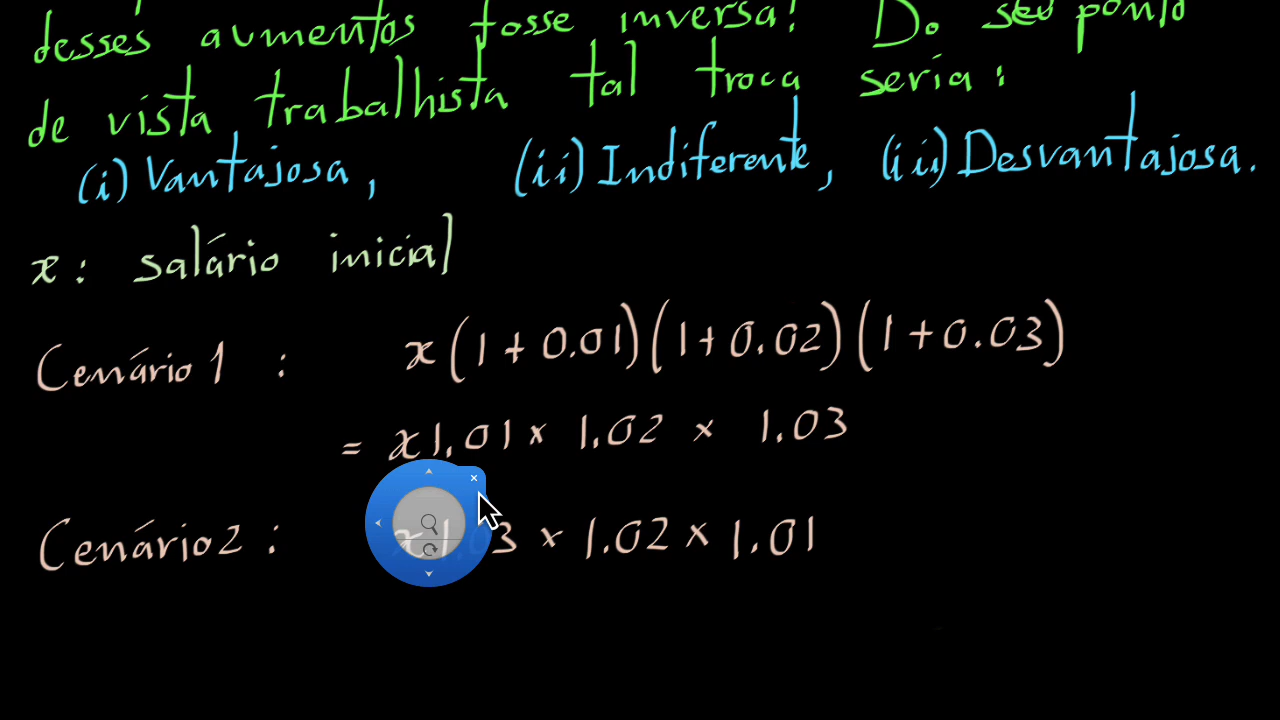 desses aumentos fosse inversa? Do seu ponto
de vista trabalhista tal troca seria:
(i) Vantajosa, (ii) Indiferente, (iii) Desvantajosa.
x: salário inicial
Cenário 1 : x(1+0.01)(1+0.02)(1+0.03)
= x1.01 × 1.02 × 1.03
Cenário 2 : x1.03 × 1.02 × 1.01